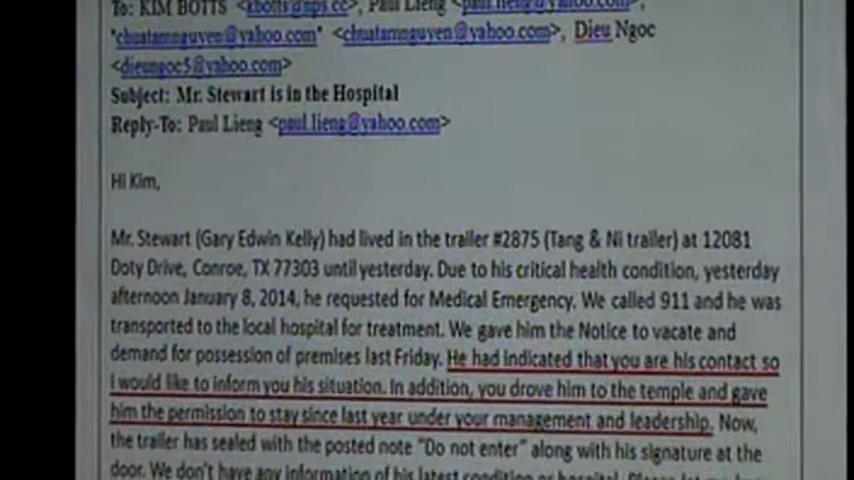 To: KIM BOTTS <kbotts@nps.cc>, Paul Lieng <paul.lieng@yahoo.com>,
"chuatamnguyen@yahoo.com" <chuatamnguyen@yahoo.com>, Dieu Ngoc
<dieungoc5@yahoo.com>
Subject: Mr. Stewart is in the Hospital
Reply-To: Paul Lieng <paul.lieng@yahoo.com>
Hi Kim,
Mr. Stewart (Gary Edwin Kelly) had lived in the trailer #2875 (Tang & Ni trailer) at 12081
Doty Drive, Conroe, TX 77303 until yesterday. Due to his critical health condition, yesterday
afternoon January 8, 2014, he requested for Medical Emergency. We called 911 and he was
transported to the local hospital for treatment. We gave him the Notice to vacate and
demand for possession of premises last Friday. He had indicated that you are his contact so
I would like to inform you his situation. In addition, you drove him to the temple and gave
him the permission to stay since last year under your management and leadership. Now,
the trailer has sealed with the posted note "Do not enter" along with his signature at the
door. We don't have any information of his latest condition or hospital. Please let me know